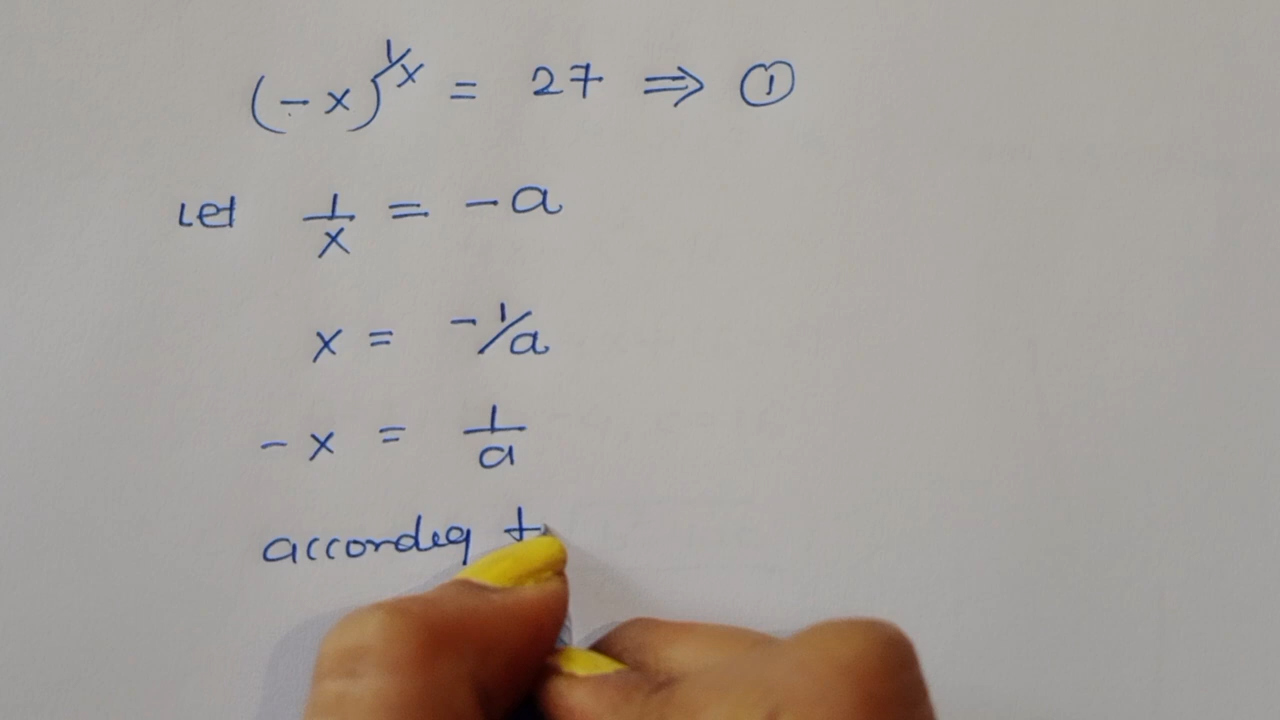 (-x)^{1/x} = 27 ⇒ ①
Let 1/x = -a
x = -1/a
-x = 1/a
accordeg t